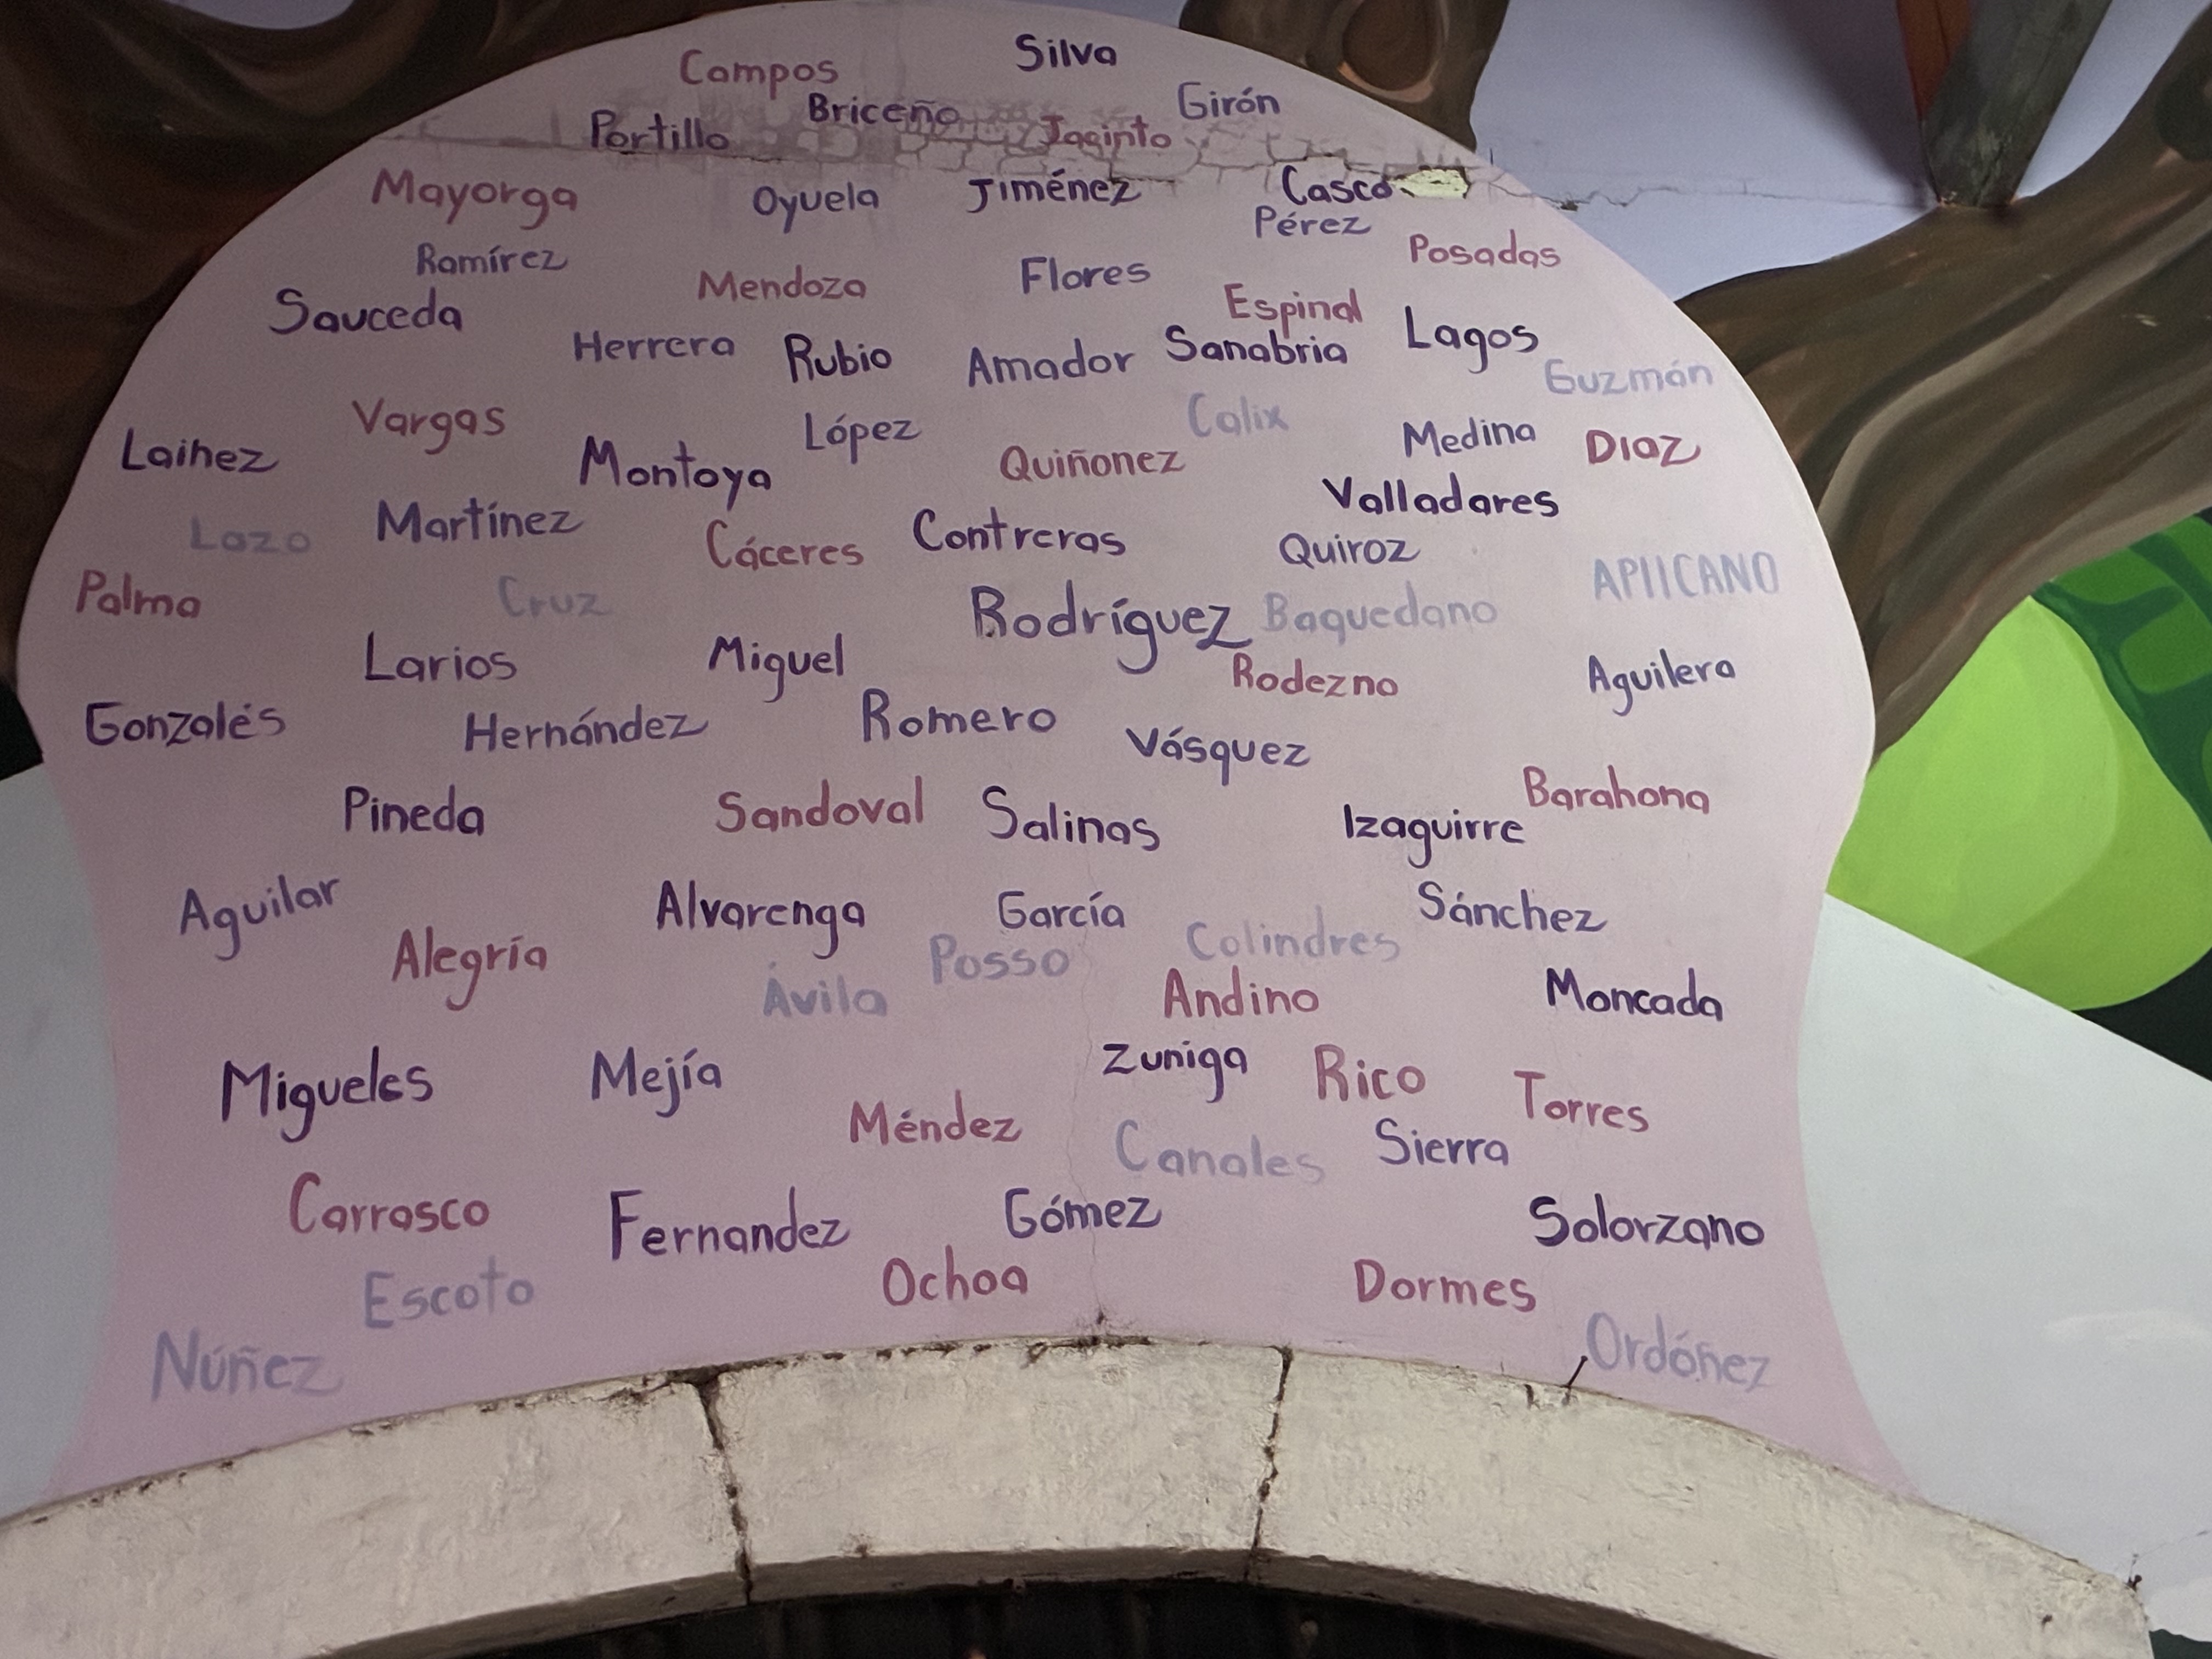 Silva
Campos
Girón
Briceño
Portillo
Jacinto
Mayorga
Oyuela
Jiménez
Casco
Pérez
Posadas
Ramírez
Mendoza
Flores
Espinal
Sauceda
Herrera
Rubio
Amador
Sanabria
Lagos
Guzmán
Vargas
López
Calix
Medina
Díaz
Laínez
Montoya
Quiñonez
Valladares
Lazo
Martínez
Cáceres
Contreras
Quiroz
APIICANO
Palma
Cruz
Rodríguez
Baquedano
Larios
Miguel
Rodezno
Aguilera
Gonzalés
Hernández
Romero
Vásquez
Barahona
Pineda
Sandoval
Salinas
Izaguirre
Aguilar
Alvarenga
García
Sánchez
Alegría
Posso
Colindres
Ávila
Andino
Moncada
Migueles
Mejía
Zuniga
Rico
Torres
Méndez
Canales
Sierra
Carrasco
Fernandez
Gómez
Solorzano
Escoto
Ochoa
Dormes
Núñez
Ordóñez